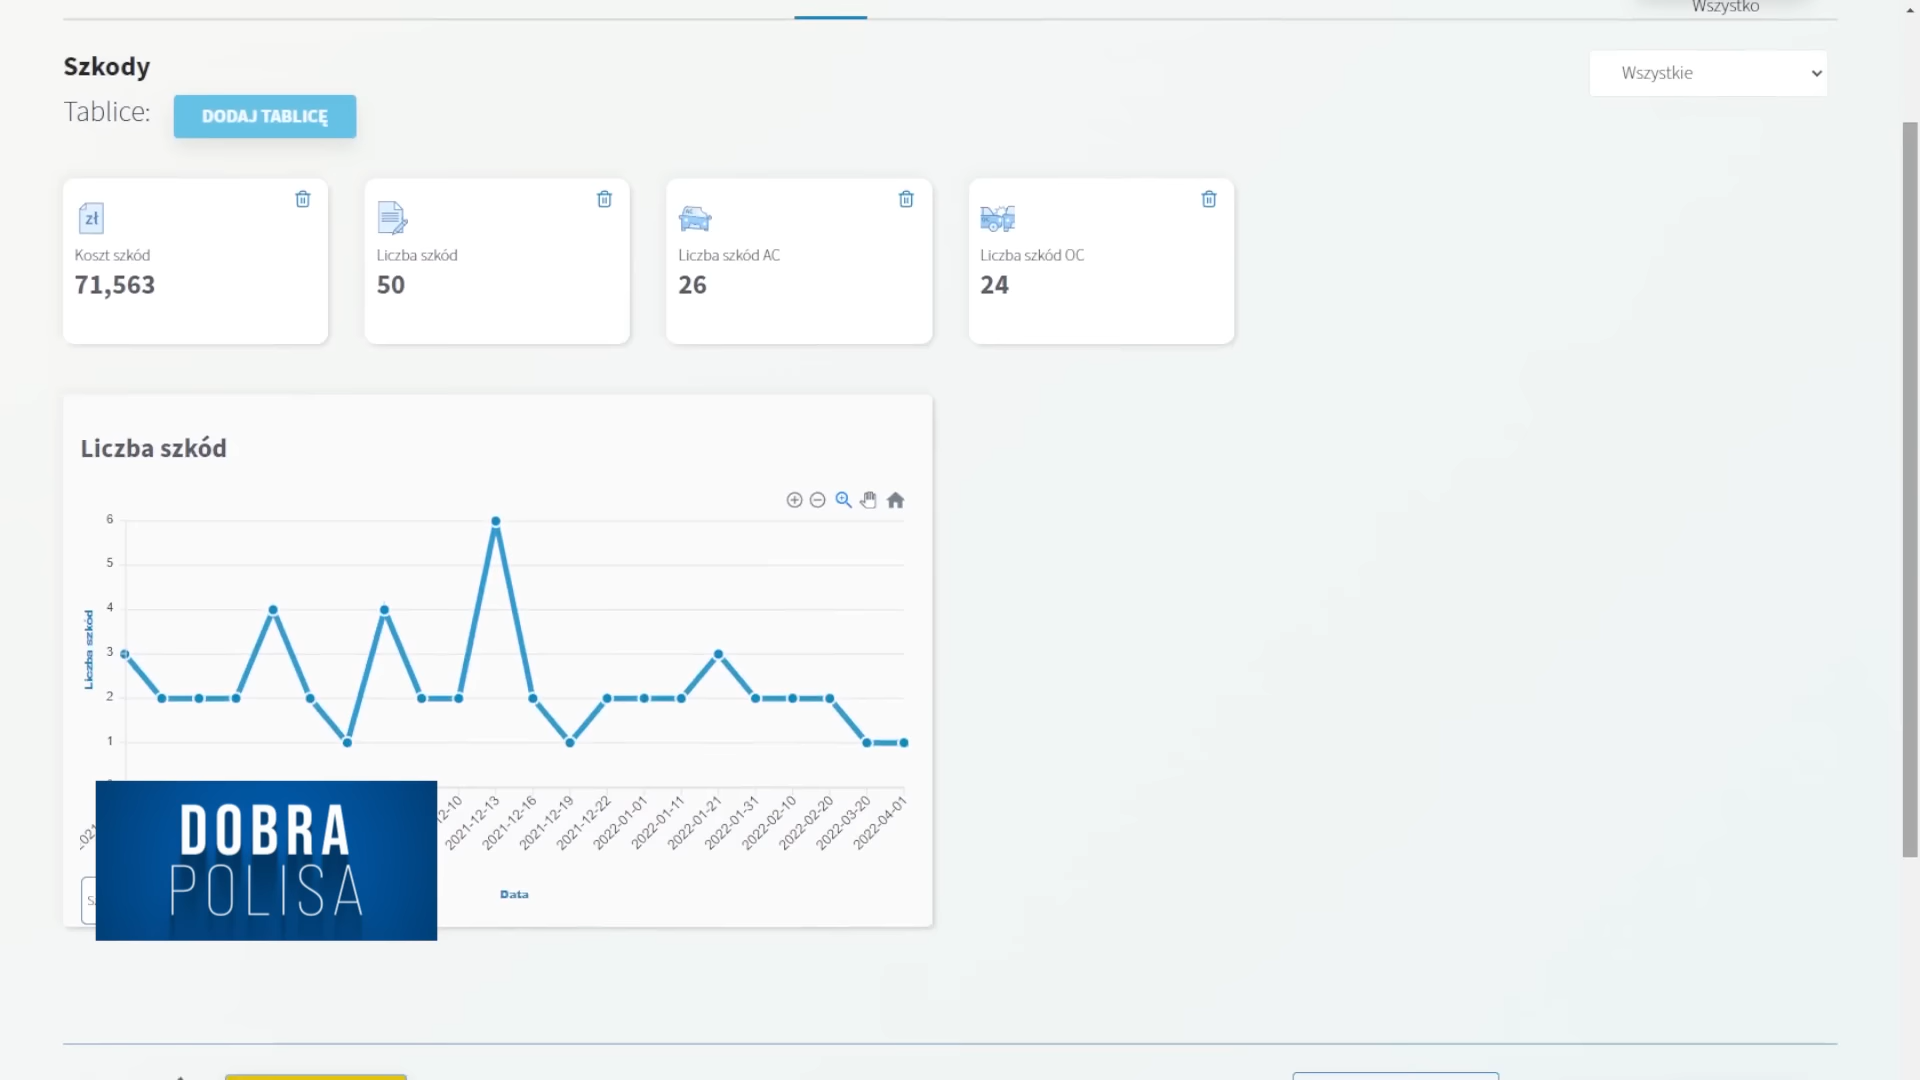 Wszystko
Szkody
Wszystkie
Tablice:
DODAJ TABLICĘ
zł
Koszt szkód
71,563
Liczba szkód
50
Liczba szkód AC
26
Liczba szkód OC
24
Liczba szkód
6
5
4
3
2
1
Liczba szkód
2021-12-13
2021-12-16
2021-12-19
2021-12-22
2022-01-01
2022-01-11
2022-01-21
2022-01-31
2022-02-10
2022-02-20
2022-03-20
2022-04-01
Data
DOBRA
POLISA